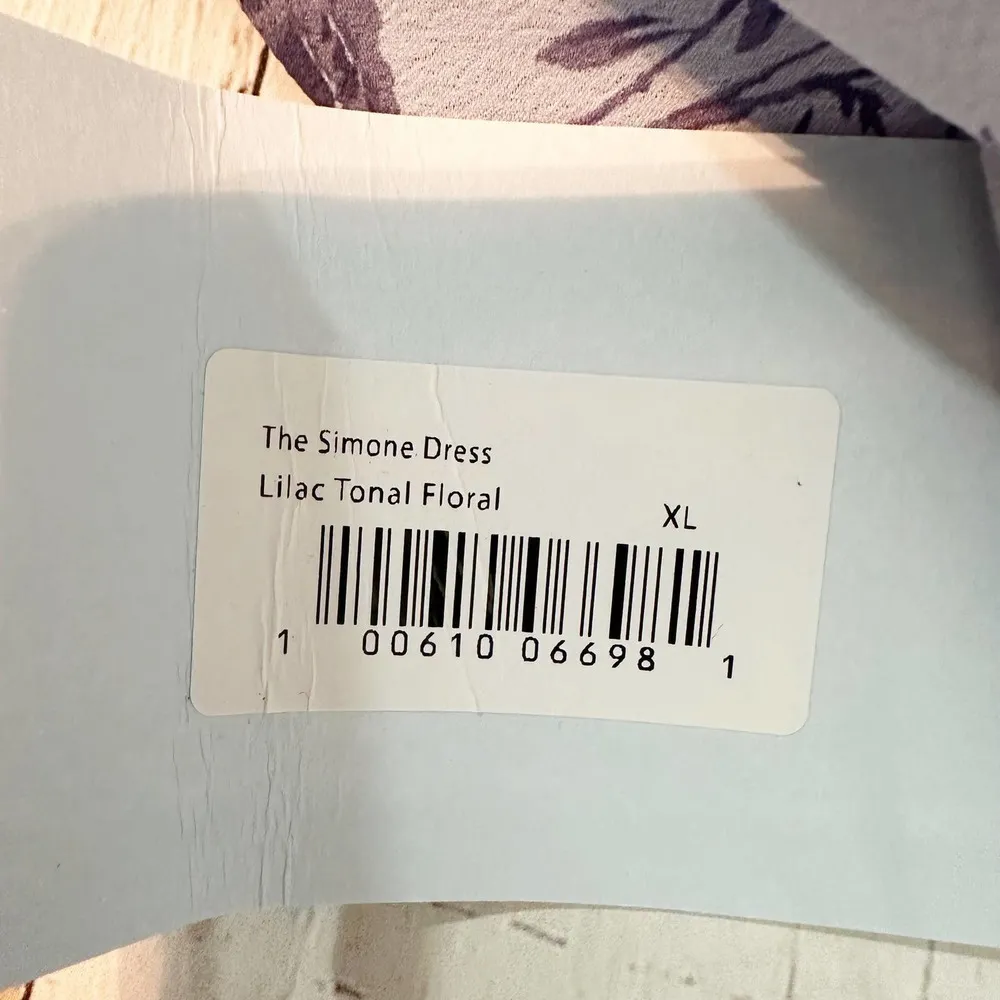 The Simone Dress
Lilac Tonal Floral
XL
1 00610 06698 1